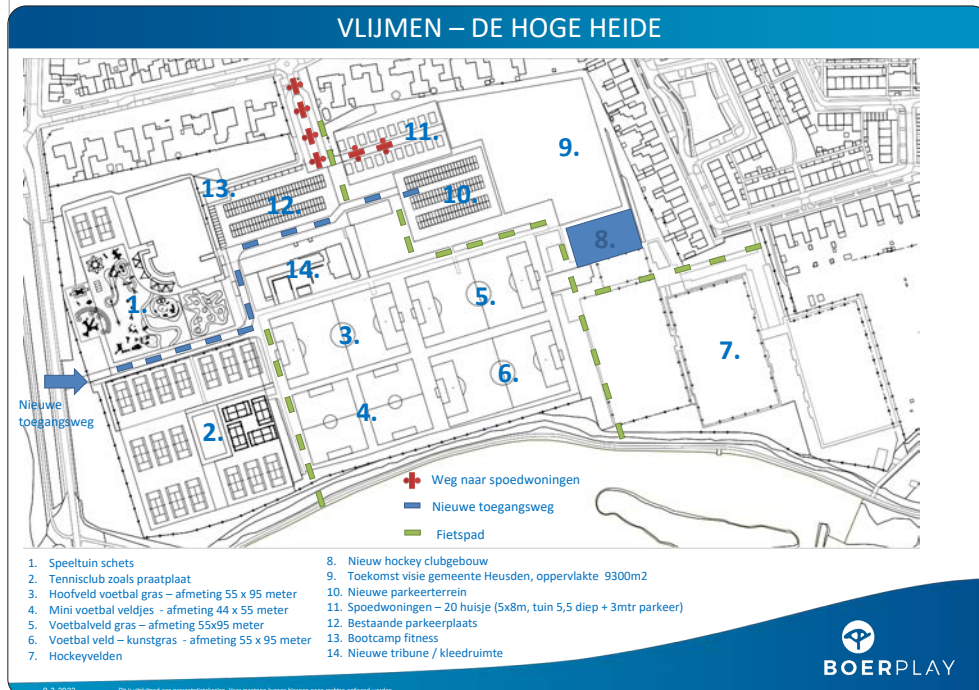 VLIJMEN – DE HOGE HEIDE
11.
9.
13.
10.
12.
8.
14.
1.
5.
3.
7.
6.
Nieuwe
toegangsweg
4.
2.
Weg naar spoedwoningen
Nieuwe toegangsweg
Fietspad
1. Speeltuin schets
2. Tennisclub zoals praatplaat
3. Hoofveld voetbal gras – afmeting 55 x 95 meter
4. Mini voetbal veldjes - afmeting 44 x 55 meter
5. Voetbalveld gras – afmeting 55x95 meter
6. Voetbal veld – kunstgras - afmeting 55 x 95 meter
7. Hockeyvelden
8. Nieuw hockey clubgebouw
9. Toekomst visie gemeente Heusden, oppervlakte 9300m2
10. Nieuwe parkeerterrein
11. Spoedwoningen – 20 huisje (5x8m, tuin 5,5 diep + 3mtr parkeer)
12. Bestaande parkeerplaats
13. Bootcamp fitness
14. Nieuwe tribune / kleedruimte
BOERPLAY